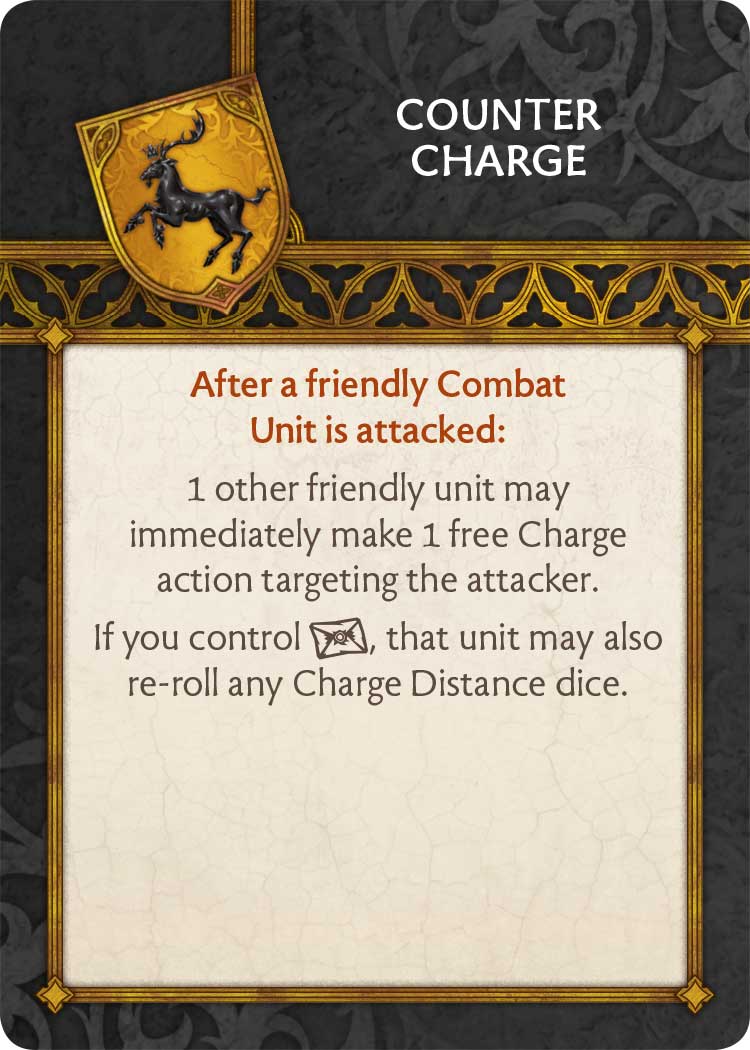 COUNTER
CHARGE
After a friendly Combat
Unit is attacked:
1 other friendly unit may
immediately make 1 free Charge
action targeting the attacker.
If you control , that unit may also
re-roll any Charge Distance dice.